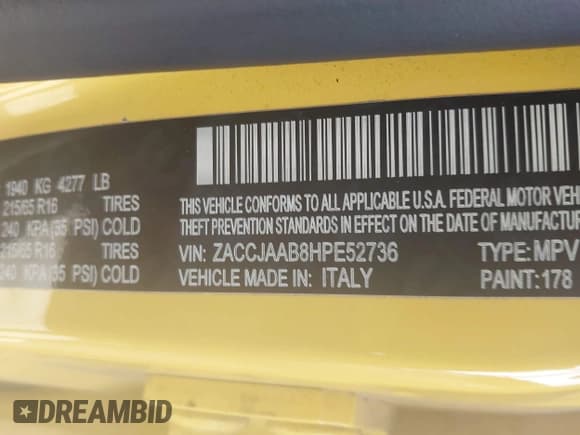 1940 KG 4277 LB
215/65 R16 TIRES
240 KPA(35 PSI) COLD
215/65 R16 TIRES
240 KPA(35 PSI) COLD
THIS VEHICLE CONFORMS TO ALL APPLICABLE U.S.A. FEDERAL MOTOR VEH
THEFT PREVENTION STANDARDS IN EFFECT ON THE DATE OF MANUFACTUR
VIN: ZACCJAAB8HPE52736 TYPE: MPV
VEHICLE MADE IN: ITALY PAINT: 178
DREAMBID